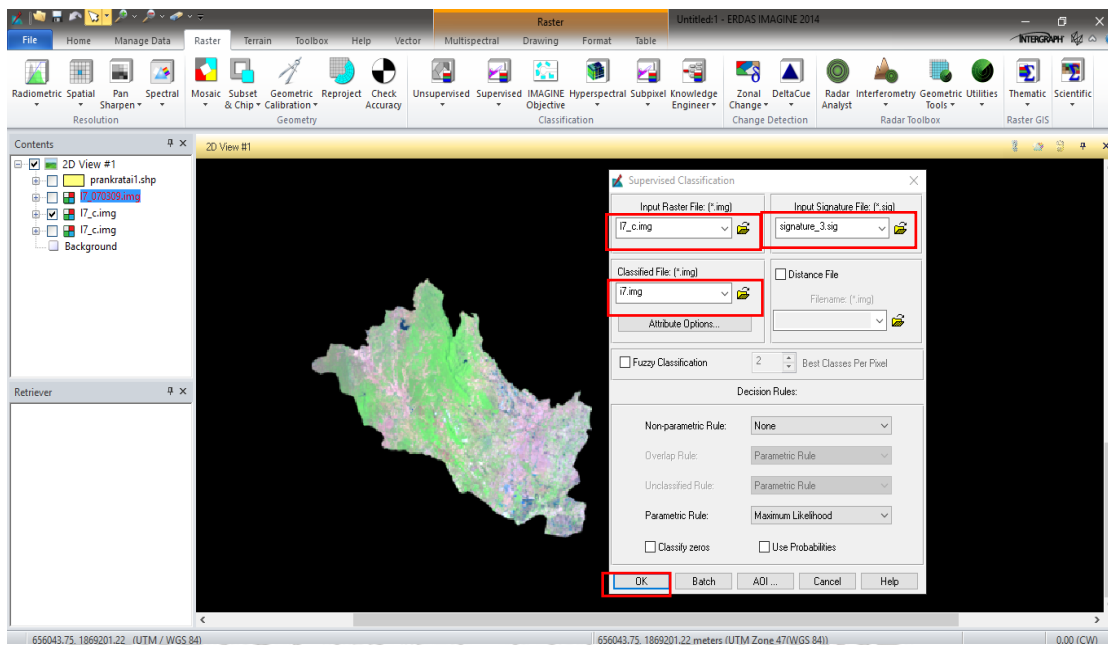 Raster
Untitled:1 - ERDAS IMAGINE 2014
File Home Manage Data Raster Terrain Toolbox Help Vector Multispectral Drawing Format Table
INTERGRAPH
Radiometric Spatial Pan Sharpen Spectral Mosaic Subset & Chip Geometric Calibration Reproject Check Accuracy Unsupervised Supervised IMAGINE Objective Hyperspectral Subpixel Knowledge Engineer Zonal Change DeltaCue Radar Analyst Interferometry Geometric Tools Utilities Thematic Scientific
Resolution Geometry Classification Change Detection Radar Toolbox Raster GIS
Contents
2D View #1
prankratai1.shp
l7_070309.img
l7_c.img
l7_c.img
Background
Retriever
2D View #1
Supervised Classification
Input Raster File: (*.img)
l7_c.img
Input Signature File: (*.sig)
signature_3.sig
Classified File: (*.img)
i7.img
Attribute Options...
Distance File
Filename: (*.img)
Fuzzy Classification 2 Best Classes Per Pixel
Decision Rules:
Non-parametric Rule: None
Overlap Rule: Parametric Rule
Unclassified Rule: Parametric Rule
Parametric Rule: Maximum Likelihood
Classify zeros Use Probabilities
OK Batch AOI ... Cancel Help
656043.75, 1869201.22 (UTM / WGS 84)
656043.75, 1869201.22 meters (UTM Zone 47(WGS 84))
0.00 (CW)